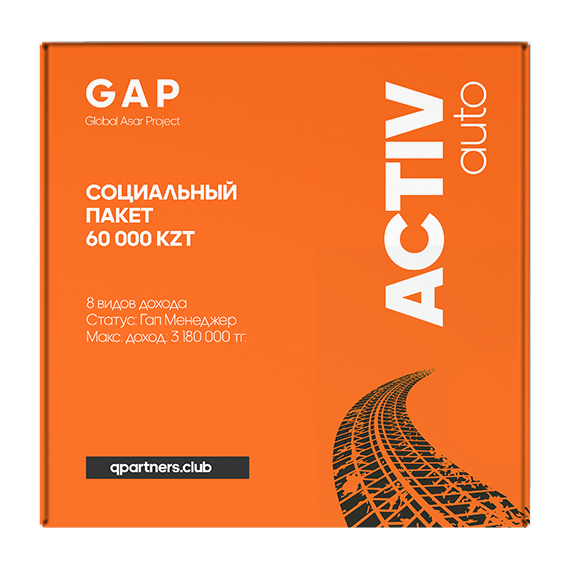 GAP
Global Asar Project
СОЦИАЛЬНЫЙ
ПАКЕТ
60 000 KZT
8 видов дохода
Статус: Гап Менеджер
Макс. доход: 3 180 000 тг.
qpartners.club
ACTIV
auto